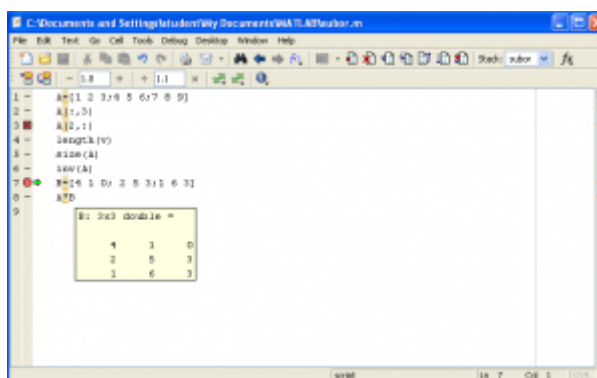 C:\Documents and Settings\student\My Documents\MATLAB\subor.m
File Edit Text Go Cell Tools Debug Desktop Window Help
Stack: subor
- 1.0 + ÷ 1.1 ×
1 - A=[1 2 3;4 5 6;7 8 9]
2 - A(:,3)
3 A(2,:)
4 - length(v)
5 - size(A)
6 - inv(A)
7 B=[4 1 0; 2 5 3;1 6 3]
8 - A*B
9
B: 3x3 double =
4 1 0
2 5 3
1 6 3
script Ln 7 Col 1 OVR